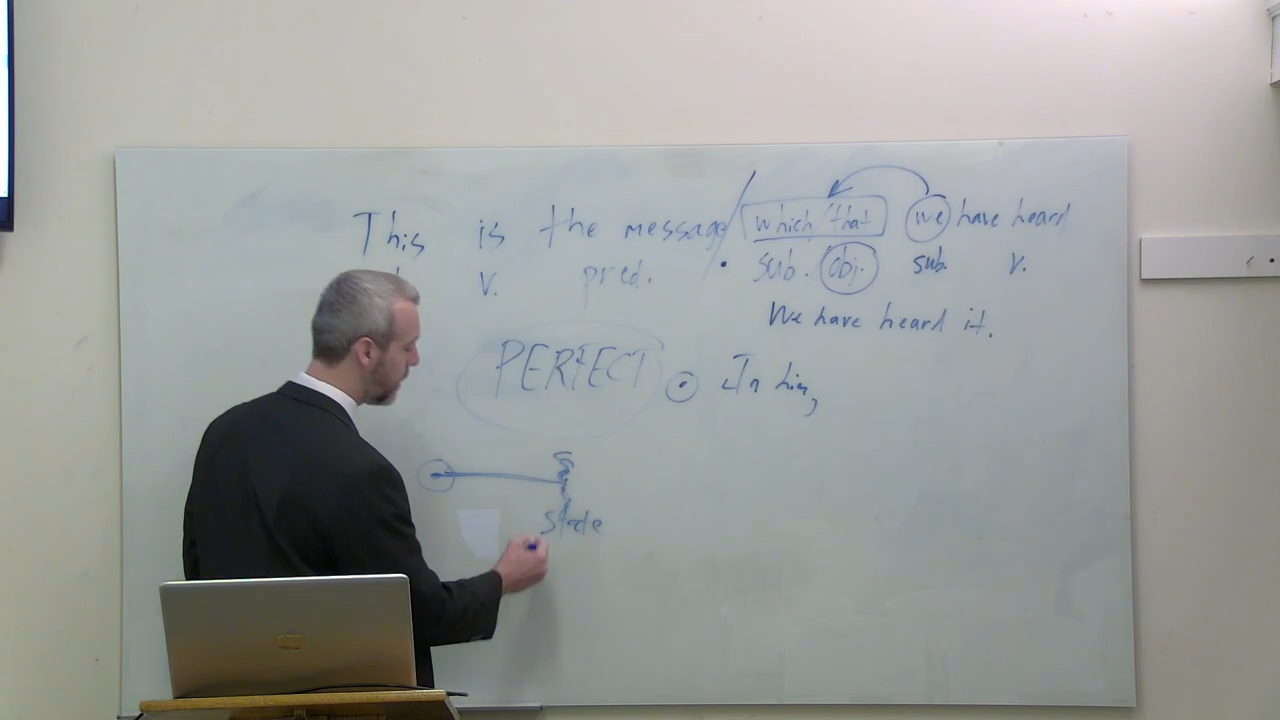 This is the message/ which/that we have heard
v. pred. • sub. obj. sub. v.
We have heard it.
PERFECT • In him,
state